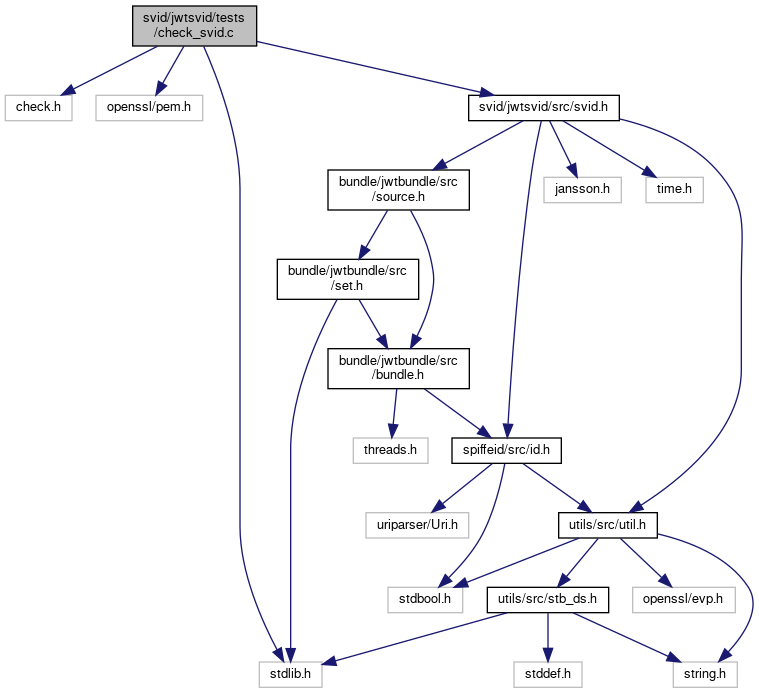 svid/jwtsvid/tests
/check_svid.c
check.h
openssl/pem.h
svid/jwtsvid/src/svid.h
bundle/jwtbundle/src
/source.h
jansson.h
time.h
bundle/jwtbundle/src
/set.h
bundle/jwtbundle/src
/bundle.h
threads.h
spiffeid/src/id.h
uriparser/Uri.h
utils/src/util.h
stdbool.h
utils/src/stb_ds.h
openssl/evp.h
stdlib.h
stddef.h
string.h